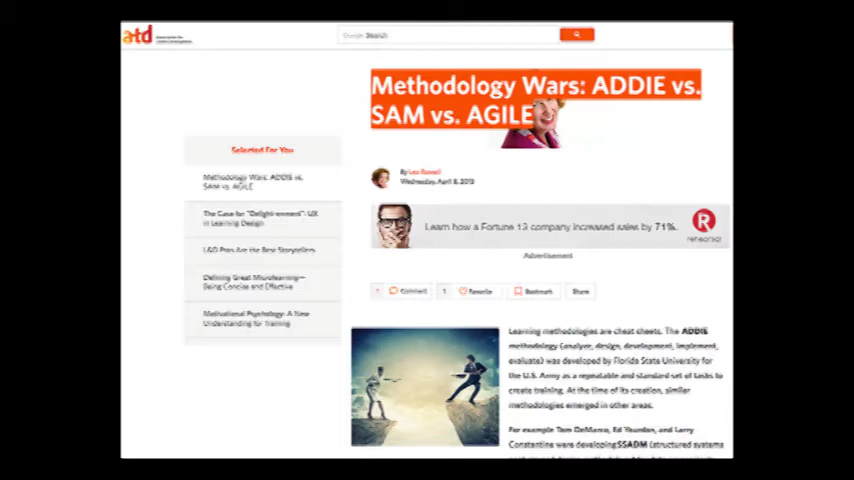 atd
Search
Methodology Wars: ADDIE vs.
SAM vs. AGILE
Selected For You
By
Wednesday, April 8, 2013
Methodology Wars: ADDIE vs.
SAM vs. AGILE
The Case for "Delight-enment": UX
in Learning Design
Learn how a Fortune 13 company increased sales by 71%.
R
rehearsal
L&D Pros Are the Best Storytellers
Advertisement
Defining Great Microlearning—
Being Concise and Effective
1 Comment
1 Favorite
Bookmark
Share
Motivational Psychology: A New
Understanding for Training
Learning methodologies are cheat sheets. The ADDIE
methodology (analyze, design, development, implement,
evaluate) was developed by Florida State University for
the U.S. Army as a repeatable and standard set of tasks to
create training. At the time of its creation, similar
methodologies emerged in other areas.
For example Tom DeMarco, Ed Yourdon, and Larry
Constantine were developing SSADM (structured systems